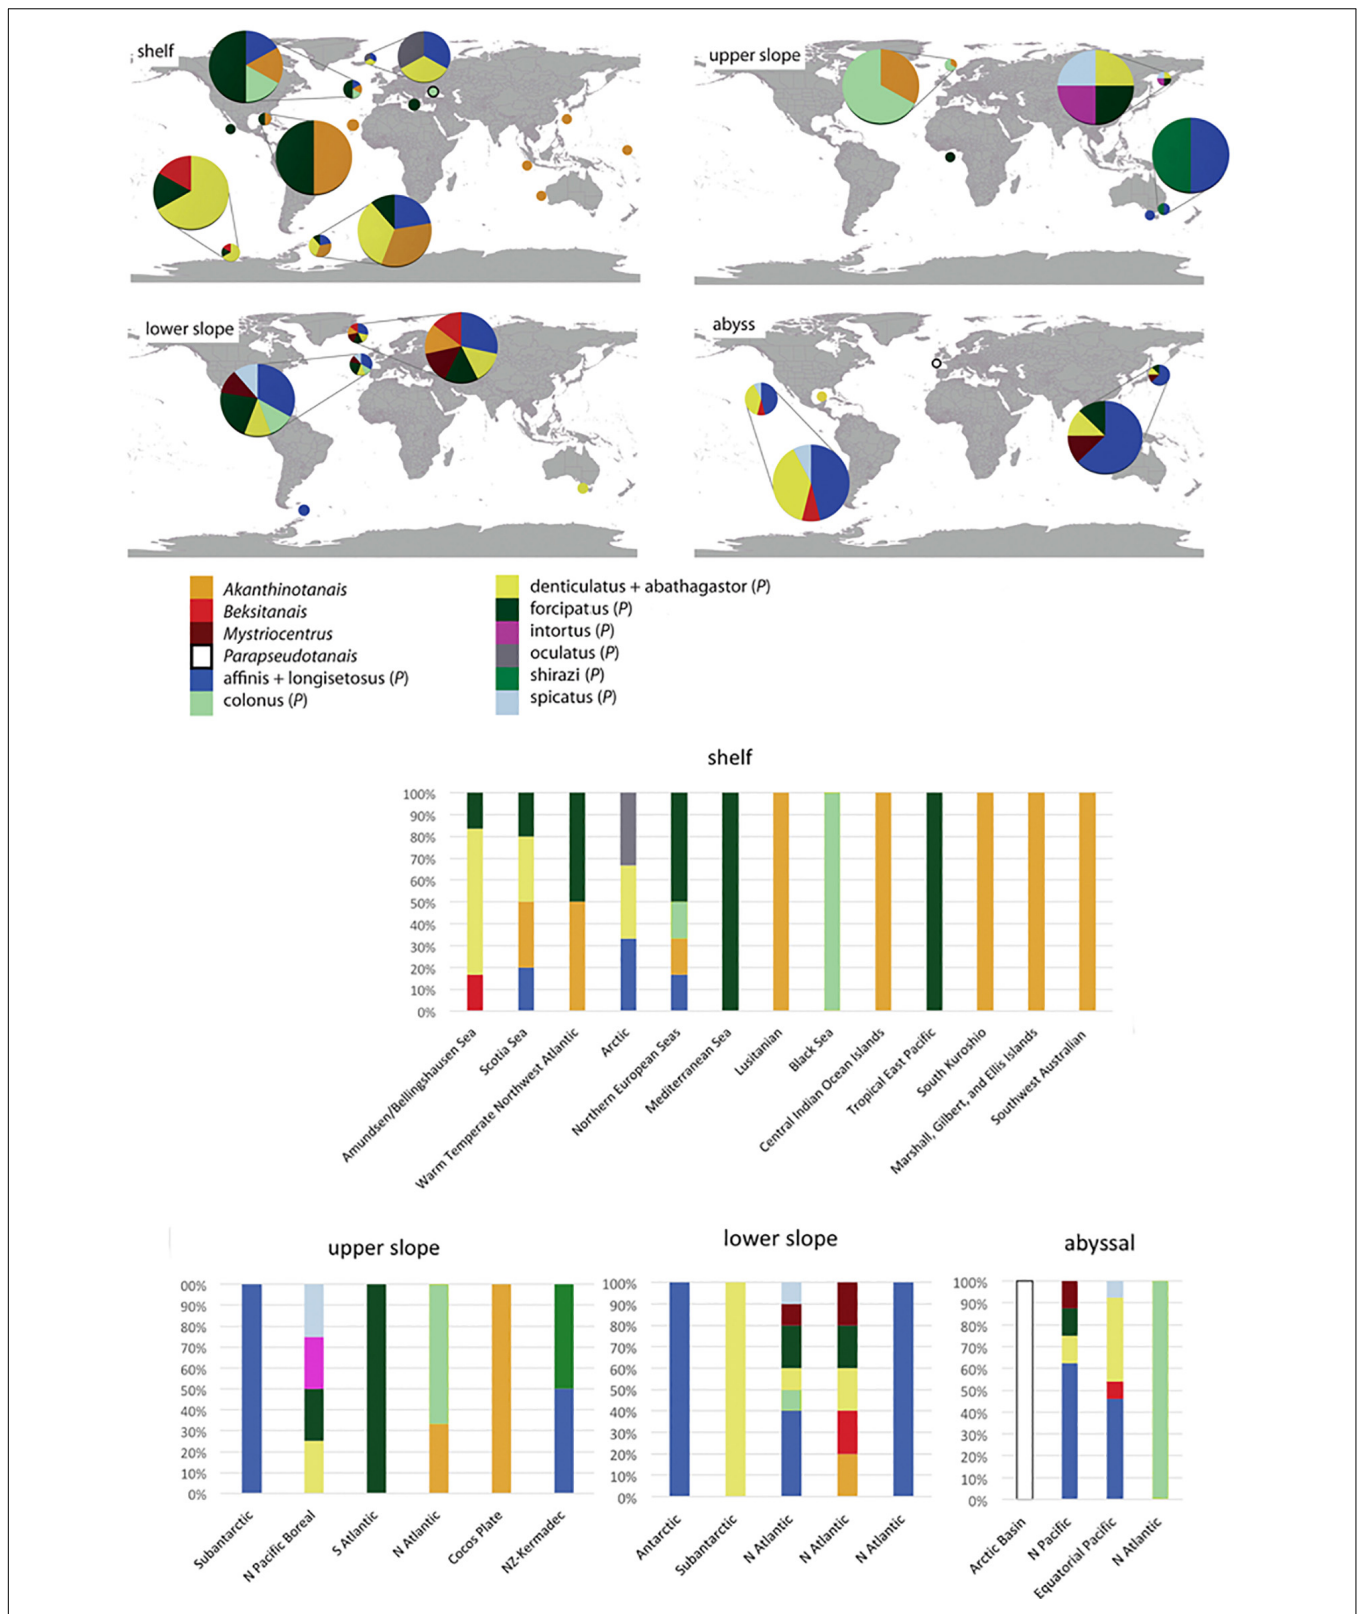 shelf
upper slope
lower slope
abyss
Akanthinotanais
Beksitanais
Mystriocentrus
Parapseudotanais
affinis + longisetosus (P)
colonus (P)
denticulatus + abathagastor (P)
forcipatus (P)
intortus (P)
oculatus (P)
shirazi (P)
spicatus (P)
shelf
100%
90%
80%
70%
60%
50%
40%
30%
20%
10%
0%
Amundsen/Bellingshausen Sea
Scotia Sea
Warm Temperate Northwest Atlantic
Arctic
Northern European Seas
Mediterranean Sea
Lusitanian
Black Sea
Central Indian Ocean Islands
Tropical East Pacific
South Kuroshio
Marshall, Gilbert, and Ellis Islands
Southwest Australian
upper slope
00%
90%
80%
70%
60%
50%
40%
30%
20%
10%
0%
Subantarctic
N Pacific Boreal
S Atlantic
N Atlantic
Cocos Plate
NZ-Kermadec
lower slope
100%
90%
80%
70%
60%
50%
40%
30%
20%
10%
0%
Antarctic
Subantarctic
N Atlantic
N Atlantic
N Atlantic
abyssal
100%
90%
80%
70%
60%
50%
40%
30%
20%
10%
0%
Arctic Basin
N Pacific
Equatorial Pacific
N Atlantic